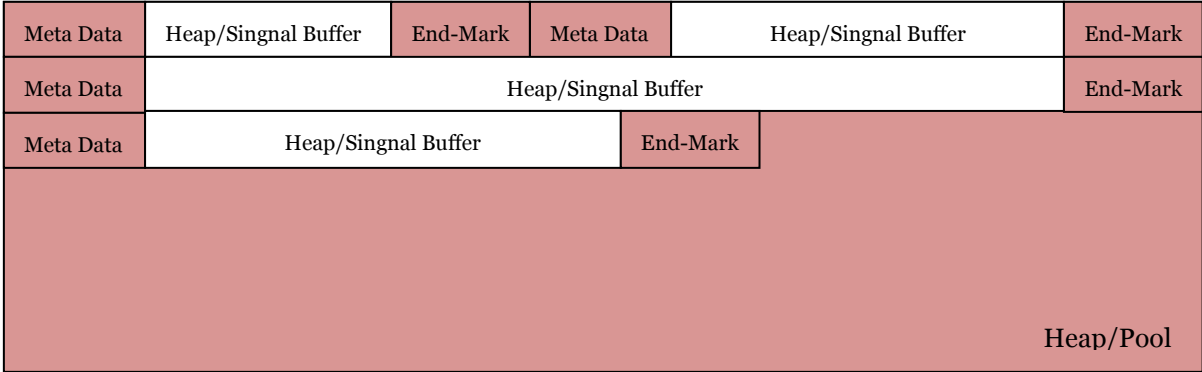 Meta Data Heap/Singnal Buffer End-Mark Meta Data Heap/Singnal Buffer End-Mark
Meta Data Heap/Singnal Buffer End-Mark
Meta Data Heap/Singnal Buffer End-Mark
Heap/Pool